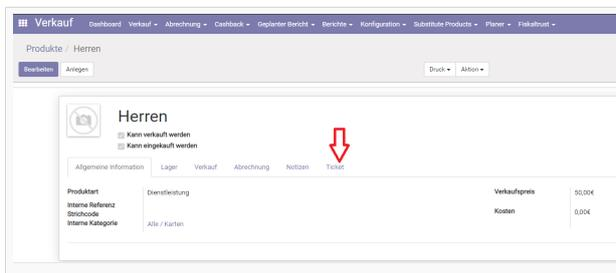 Verkauf Dashboard Verkauf Abrechnung Cashback Geplanter Bericht Berichte Konfiguration Substitute Products Planer Fiskaltrust
Produkte / Herren
Bearbeiten Anlegen Druck Aktion
Herren
Kann verkauft werden
Kann eingekauft werden
Allgemeine Information Lager Verkauf Abrechnung Notizen Ticket
Produktart Dienstleistung Verkaufspreis 50,00€
Interne Referenz
Strichcode Kosten 0,00€
Interne Kategorie Alle / Karten